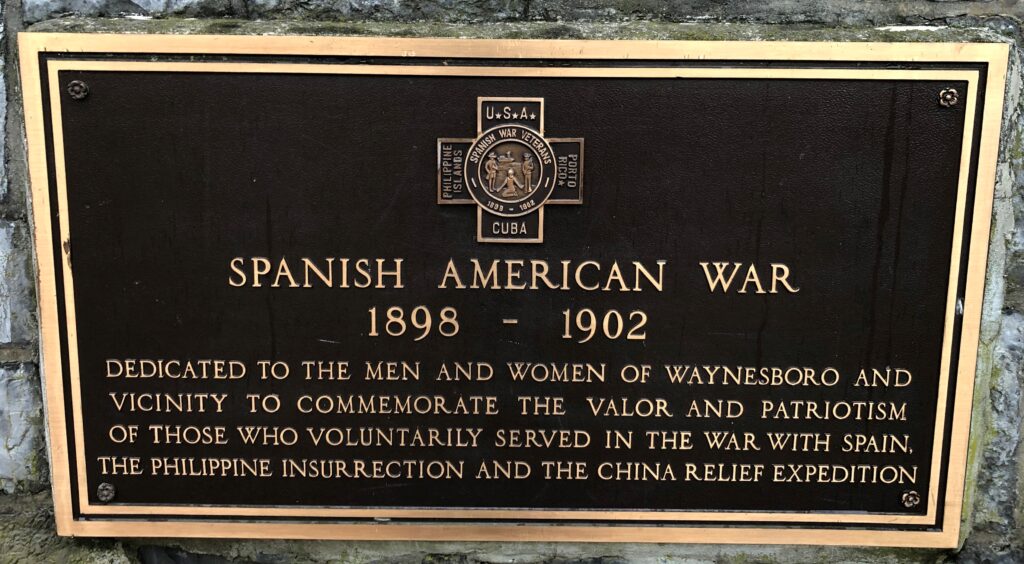 U★S★A★
SPANISH WAR VETERANS
PHILIPPINE
ISLANDS
PORTO
RICO★
1898 - 1902
CUBA
SPANISH AMERICAN WAR
1898 - 1902
DEDICATED TO THE MEN AND WOMEN OF WAYNESBORO AND
VICINITY TO COMMEMORATE THE VALOR AND PATRIOTISM
OF THOSE WHO VOLUNTARILY SERVED IN THE WAR WITH SPAIN,
THE PHILIPPINE INSURRECTION AND THE CHINA RELIEF EXPEDITION